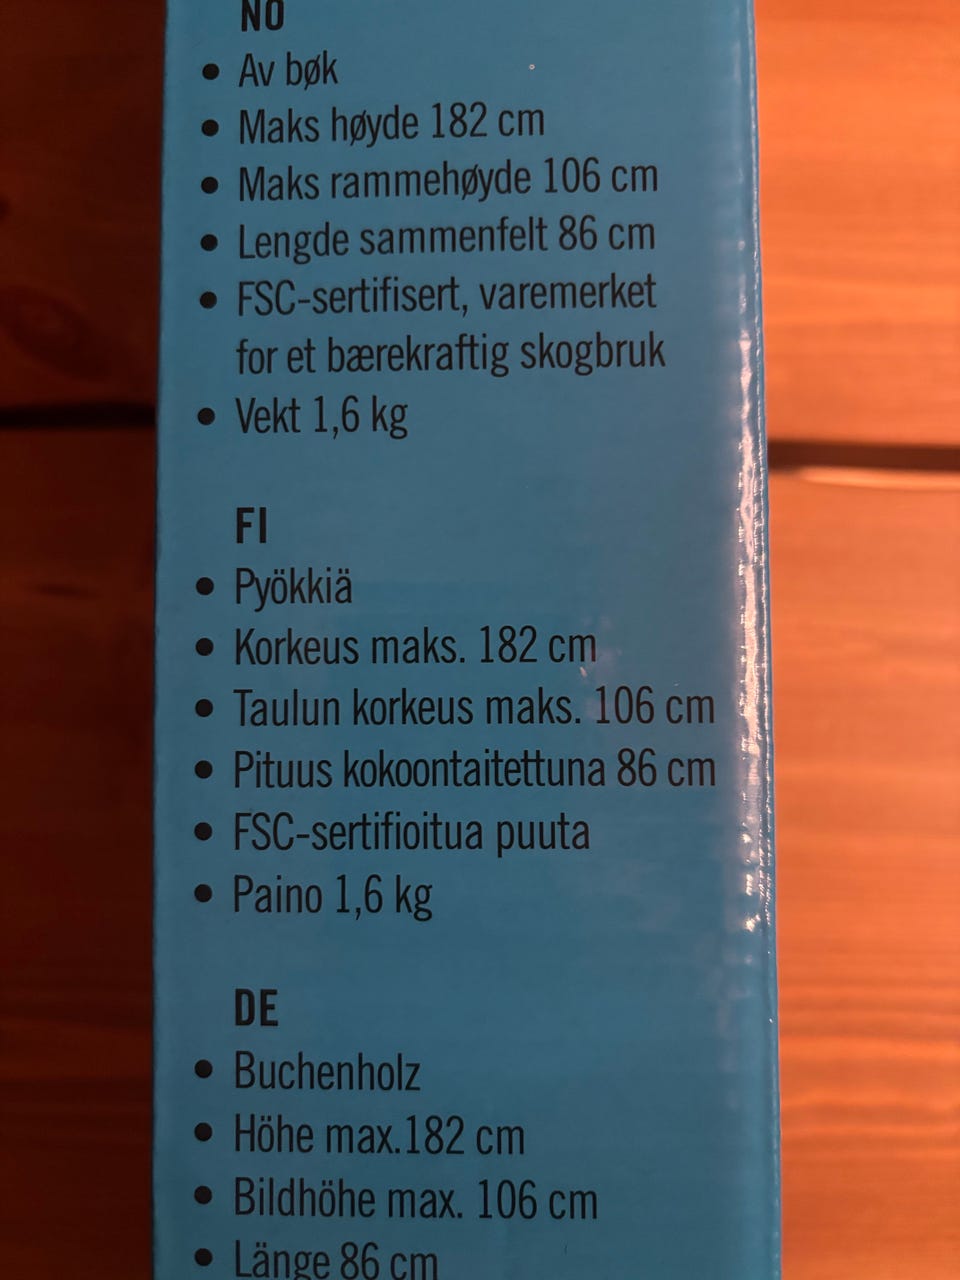 NO
• Av bøk
• Maks høyde 182 cm
• Maks rammehøyde 106 cm
• Lengde sammenfelt 86 cm
• FSC-sertifisert, varemerket
for et bærekraftig skogbruk
• Vekt 1,6 kg
FI
• Pyökkiä
• Korkeus maks. 182 cm
• Taulun korkeus maks. 106 cm
• Pituus kokoontaitettuna 86 cm
• FSC-sertifioitua puuta
• Paino 1,6 kg
DE
• Buchenholz
• Höhe max.182 cm
• Bildhöhe max. 106 cm
• Länge 86 cm